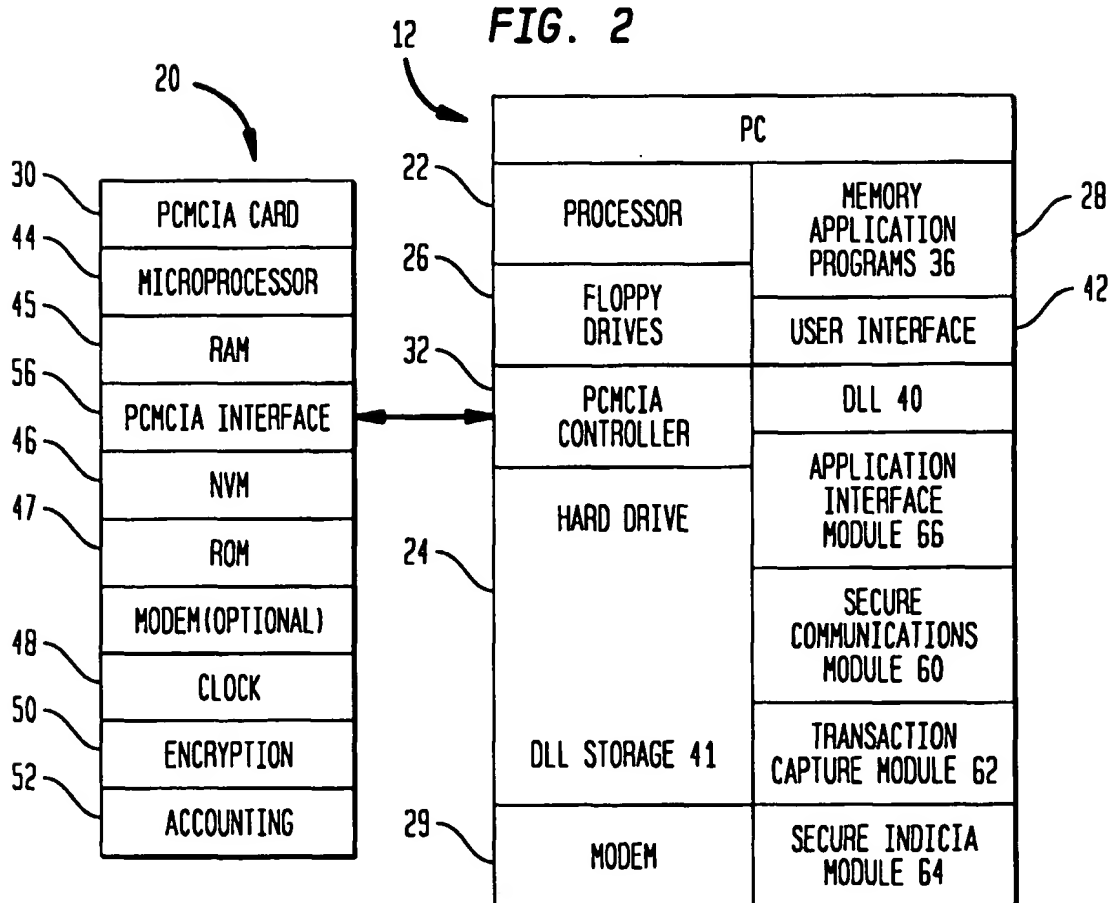 FIG. 2
12
20
PC
30
PCMCIA CARD
44
MICROPROCESSOR
45
RAM
56
PCMCIA INTERFACE
46
NVM
47
ROM
MODEM(OPTIONAL)
48
CLOCK
50
ENCRYPTION
52
ACCOUNTING
22
PROCESSOR
26
FLOPPY
DRIVES
32
PCMCIA
CONTROLLER
24
HARD DRIVE
DLL STORAGE 41
29
MODEM
MEMORY
APPLICATION
PROGRAMS 36
28
USER INTERFACE
42
DLL 40
APPLICATION
INTERFACE
MODULE 66
SECURE
COMMUNICATIONS
MODULE 60
TRANSACTION
CAPTURE MODULE 62
SECURE INDICIA
MODULE 64